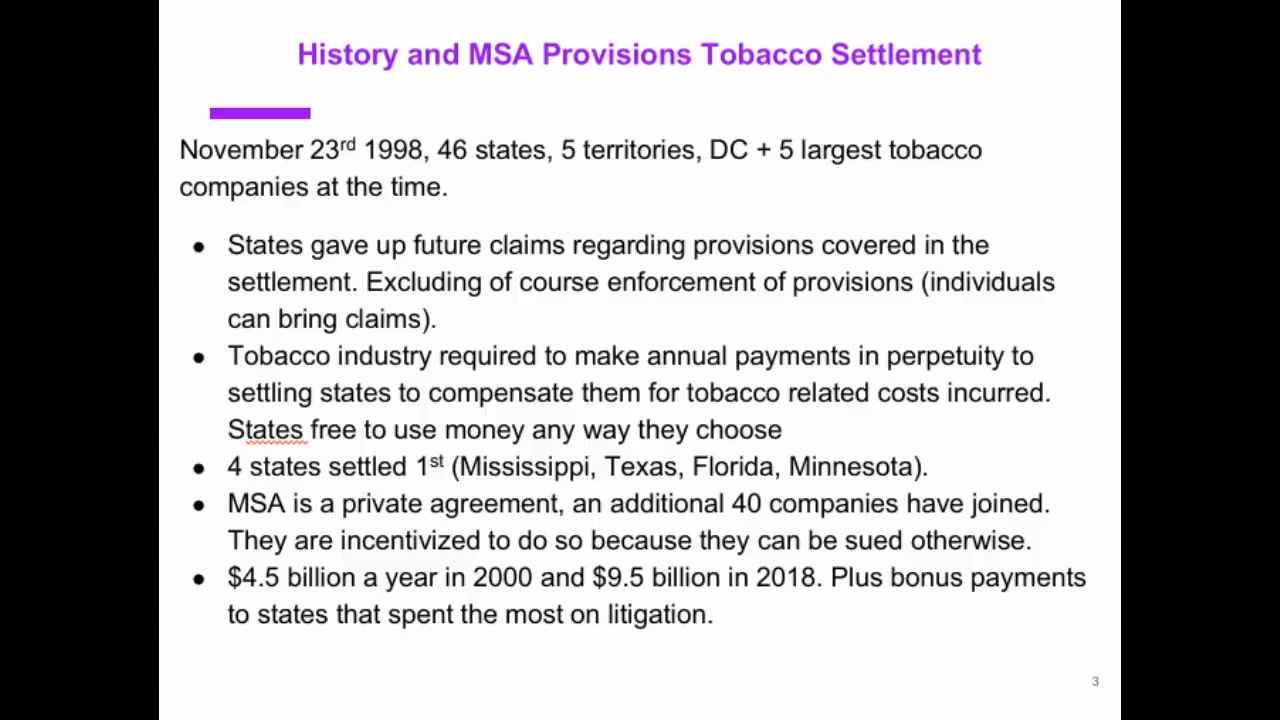 History and MSA Provisions Tobacco Settlement
November 23rd 1998, 46 states, 5 territories, DC + 5 largest tobacco
companies at the time.
● States gave up future claims regarding provisions covered in the
settlement. Excluding of course enforcement of provisions (individuals
can bring claims).
● Tobacco industry required to make annual payments in perpetuity to
settling states to compensate them for tobacco related costs incurred.
States free to use money any way they choose
● 4 states settled 1st (Mississippi, Texas, Florida, Minnesota).
● MSA is a private agreement, an additional 40 companies have joined.
They are incentivized to do so because they can be sued otherwise.
● $4.5 billion a year in 2000 and $9.5 billion in 2018. Plus bonus payments
to states that spent the most on litigation.
3